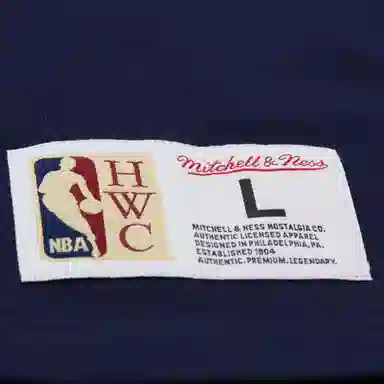 NBA
H
W
C
Mitchell & Ness
L
MITCHELL & NESS NOSTALGIA CO.
AUTHENTIC LICENSED APPAREL
DESIGNED IN PHILADELPHIA, PA.
ESTABLISHED 1904
AUTHENTIC. PREMIUM. LEGENDARY.